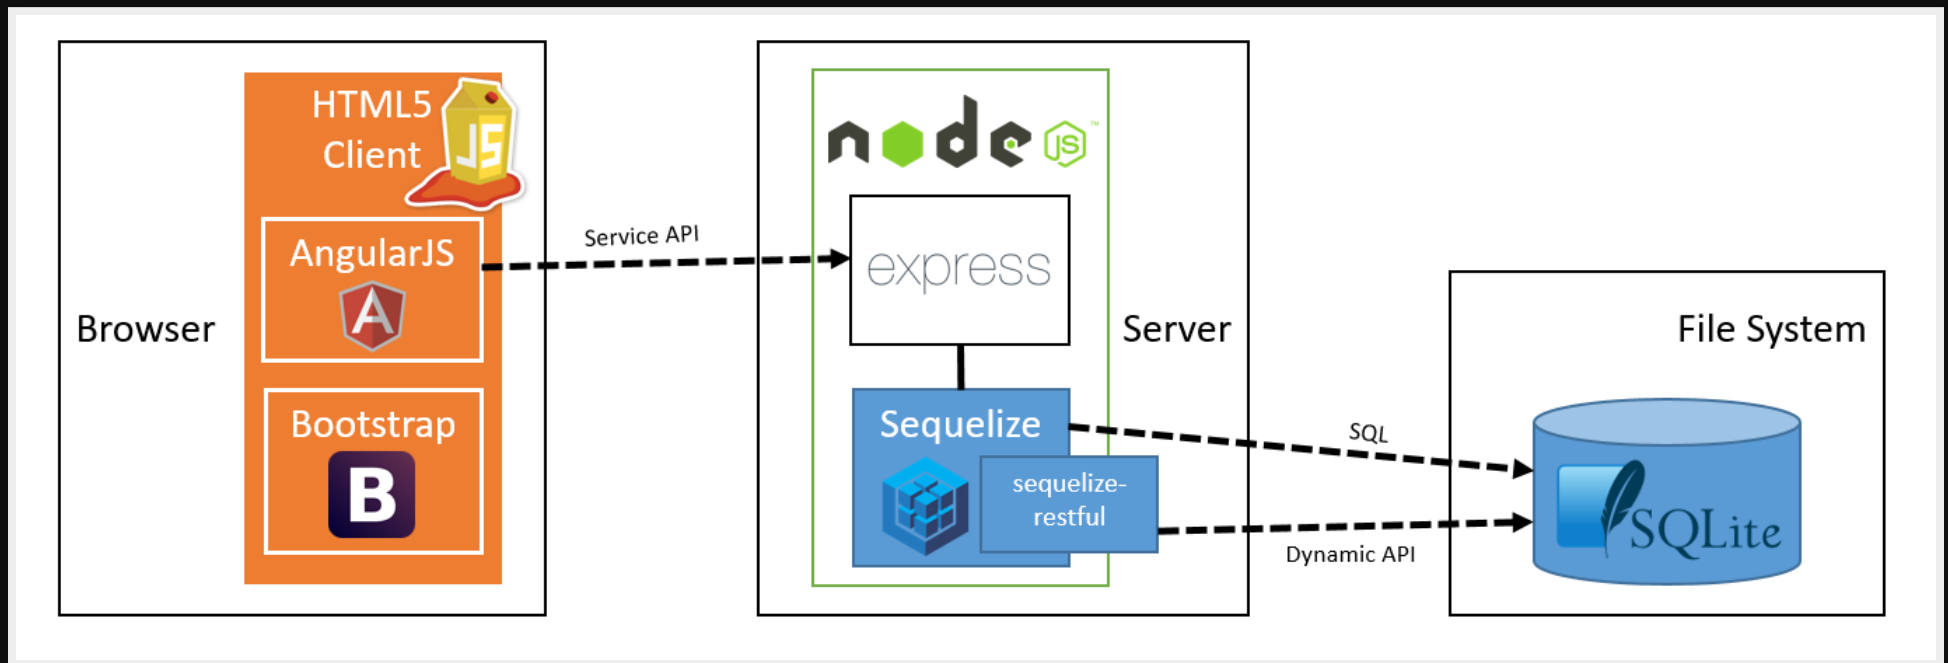 HTML5
Client
JS
AngularJS
A
Browser
Bootstrap
B
Service API
node
JS
™
express
Server
Sequelize
sequelize-
restful
SQL
Dynamic API
File System
SQLite